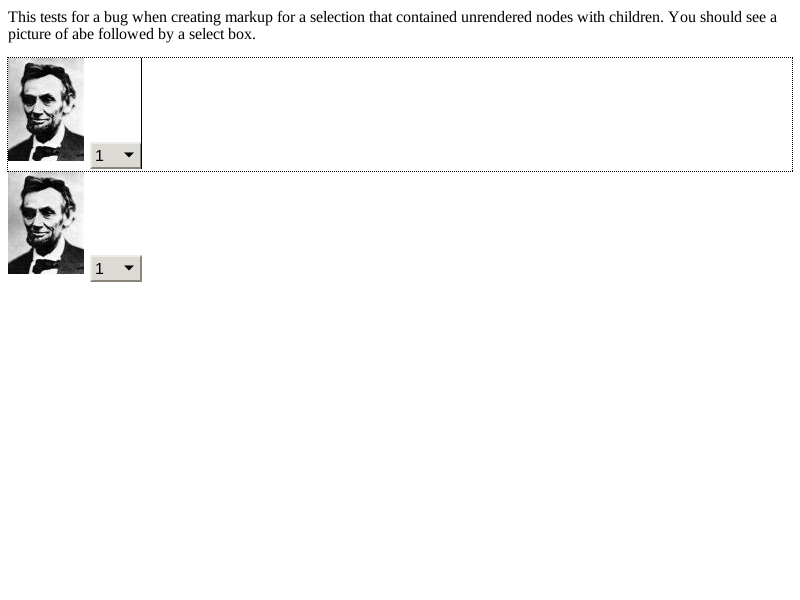 This tests for a bug when creating markup for a selection that contained unrendered nodes with children. You should see a
picture of abe followed by a select box.
1
1